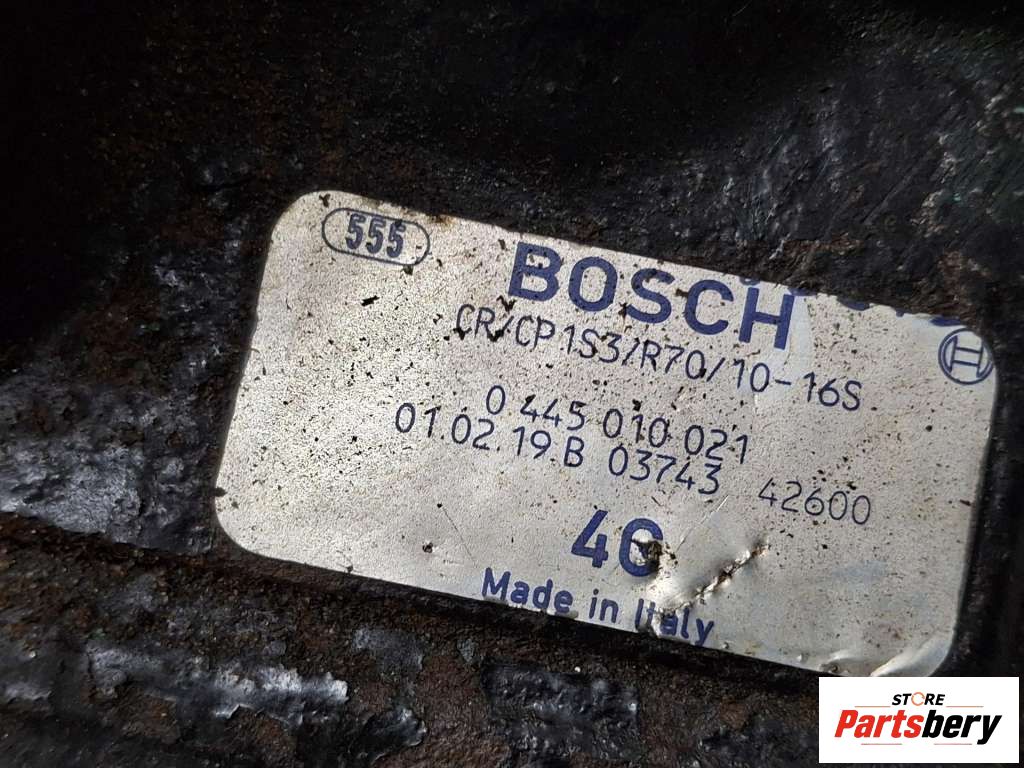 555
BOSCH
CR/CP1S3/R70/10-16S
0 445 010 021
01.02.19.B 03743 42600
Made in Italy
STORE
Partsbery